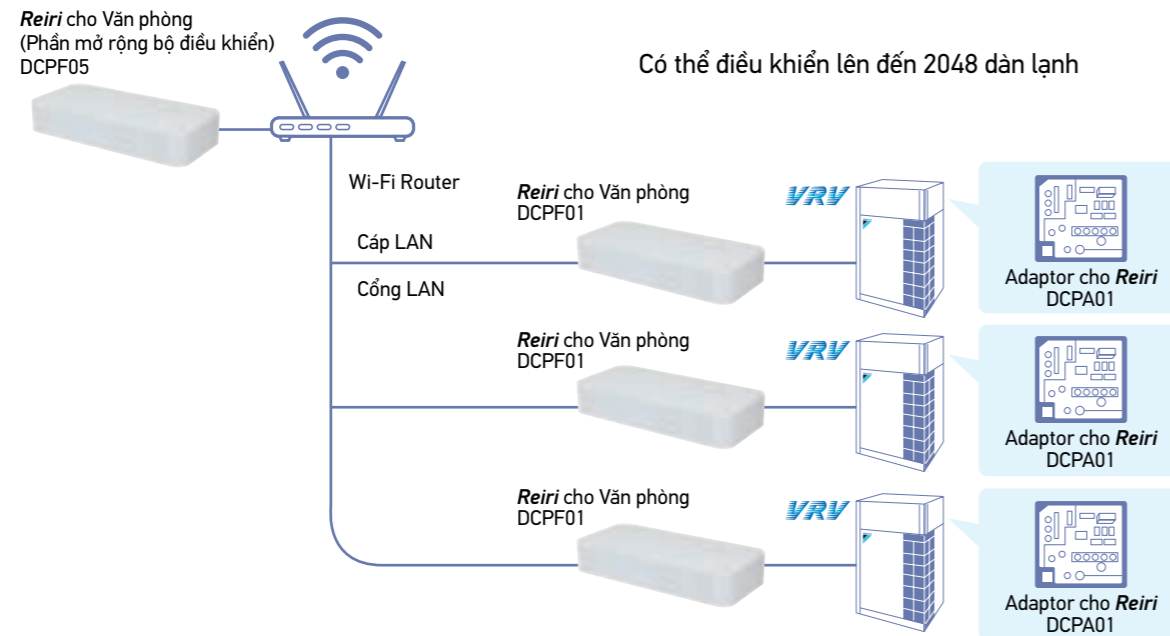 Reiri cho Văn phòng
(Phần mở rộng bộ điều khiển)
DCPF05
Có thể điều khiển lên đến 2048 dàn lạnh
Wi-Fi Router
Cáp LAN
Cổng LAN
Reiri cho Văn phòng
DCPF01
VRV
Adaptor cho Reiri
DCPA01
Reiri cho Văn phòng
DCPF01
VRV
Adaptor cho Reiri
DCPA01
Reiri cho Văn phòng
DCPF01
VRV
Adaptor cho Reiri
DCPA01